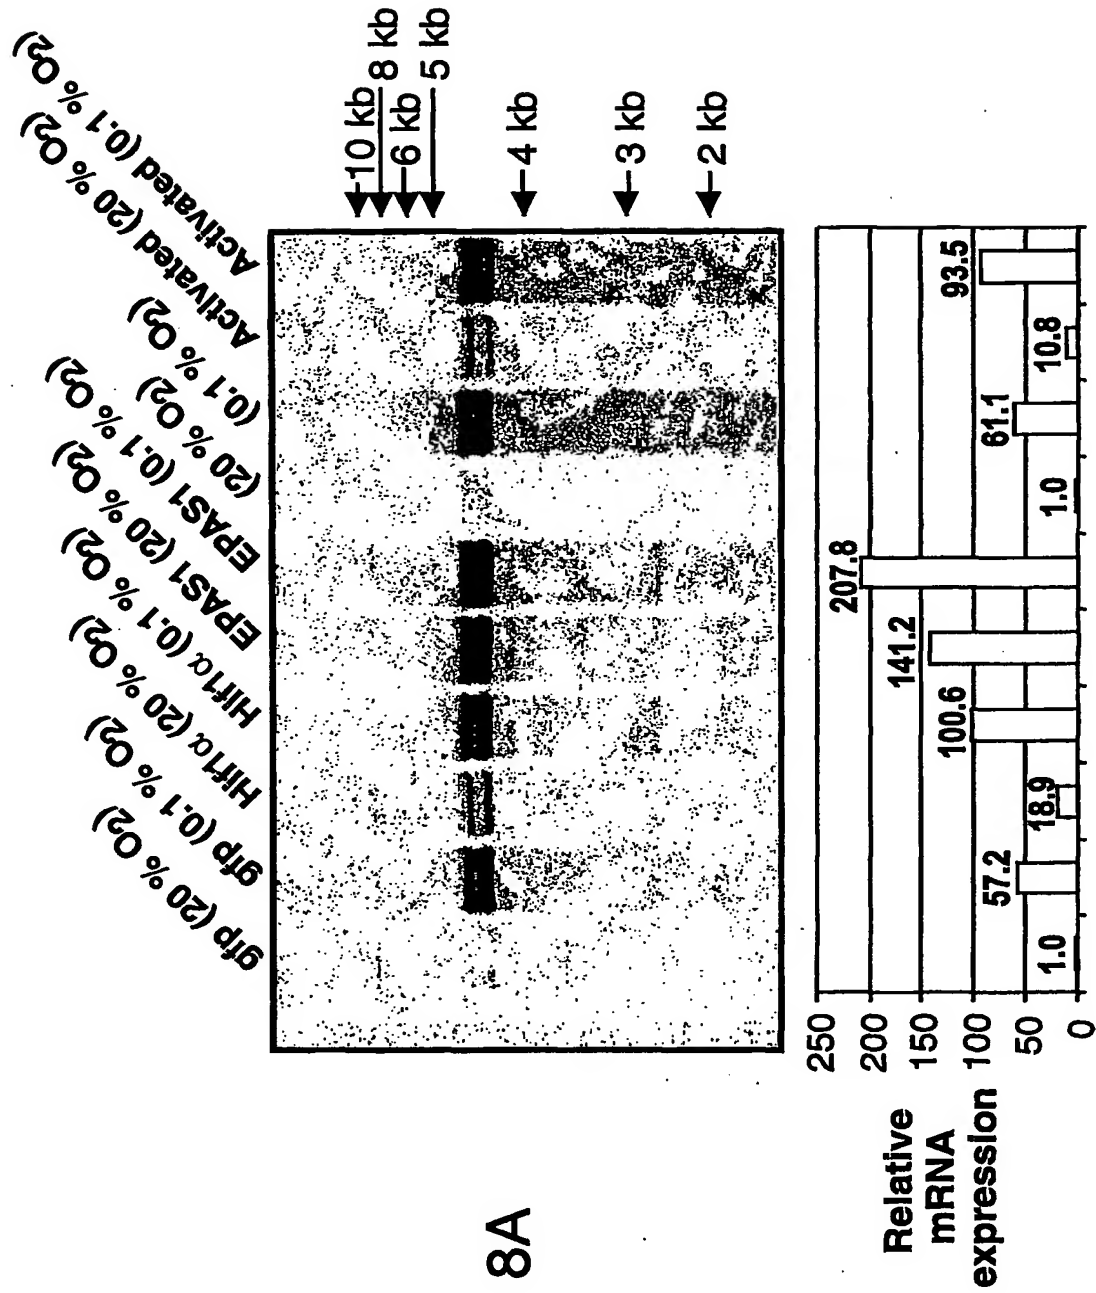 gfp (20 % O2)
gfp (0.1 % O2)
Hif1α (20 % O2)
Hif1α (0.1 % O2)
EPAS1 (20 % O2)
EPAS1 (0.1 % O2)
(20 % O2)
(0.1 % O2)
Activated (20 % O2)
Activated (0.1 % O2)
10 kb
8 kb
6 kb
5 kb
4 kb
3 kb
2 kb
8A
Relative
mRNA
expression
250
200
150
100
50
0
1.0
57.2
18.9
100.6
141.2
207.8
1.0
61.1
10.8
93.5